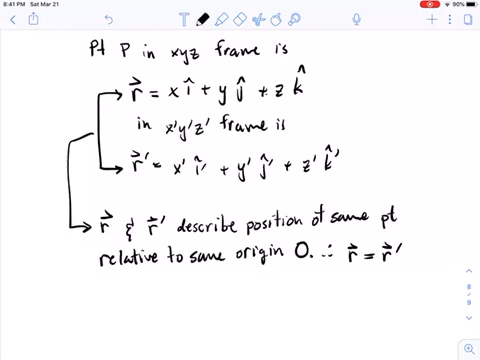 8:41 PM Sat Mar 21
90%
Pt P in xyz frame is
r⃗ = x î + y ĵ + z k̂
in x'y'z' frame is
r⃗' = x' î' + y' ĵ' + z' k̂'
r⃗ & r⃗' describe position of same pt
relative to same origin O. ∴ r⃗ = r⃗'
8
/
9